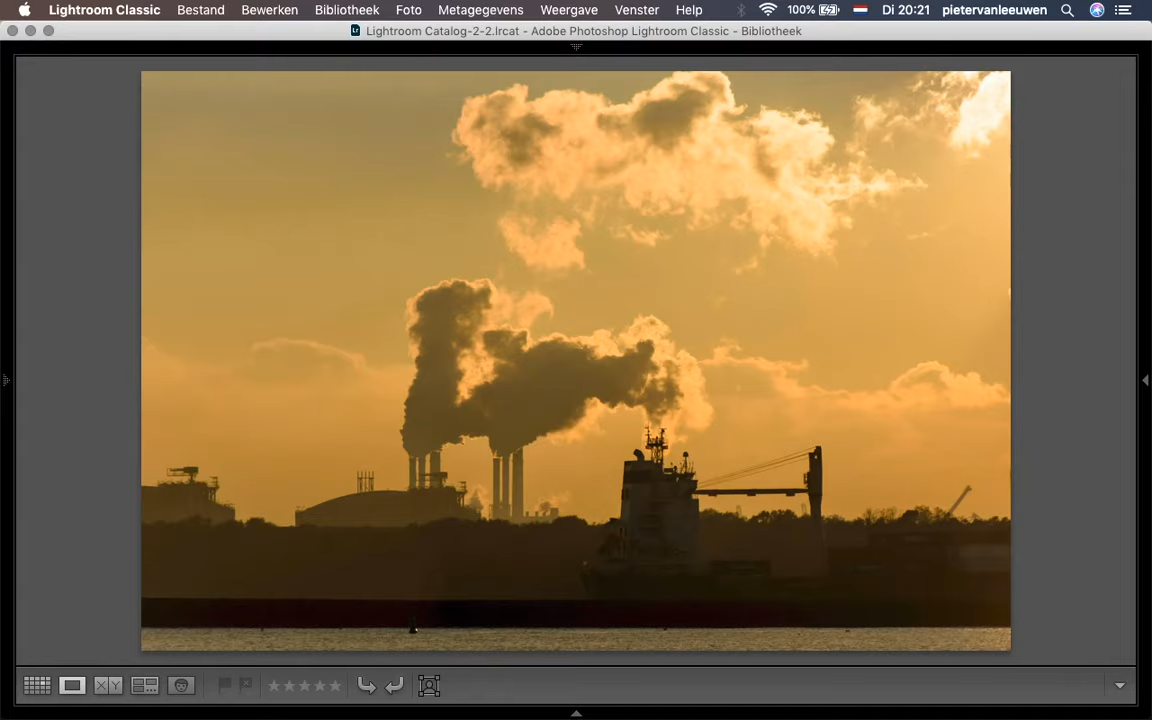 Lightroom Classic Bestand Bewerken Bibliotheek Foto Metagegevens Weergave Venster Help 100% Di 20:21 pietervanleeuwen
Lr Lightroom Catalog-2-2.lrcat - Adobe Photoshop Lightroom Classic - Bibliotheek
X Y